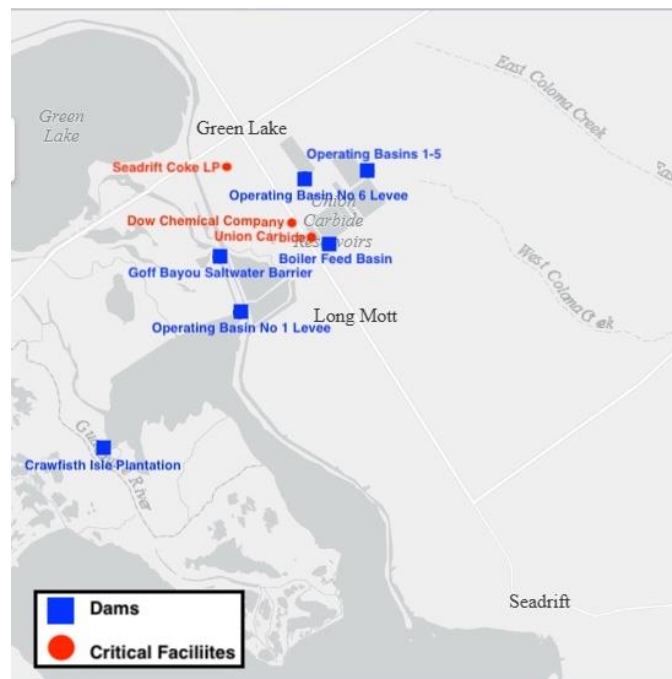 East Coloma Creek
Green
Lake
Green Lake
Operating Basins 1-5
Seadrift Coke LP
Operating Basin No 6 Levee
Union
Carbide
Reservoirs
Dow Chemical Company
Union Carbide
Boiler Feed Basin
Goff Bayou Saltwater Barrier
West Coloma Creek
Operating Basin No 1 Levee
Long Mott
Crawfisth Isle Plantation
River
Seadrift
Dams
Critical Faciliites